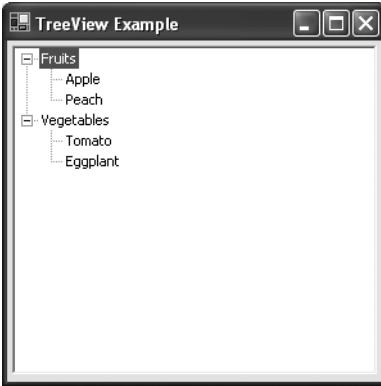 TreeView Example
Fruits
Apple
Peach
Vegetables
Tomato
Eggplant